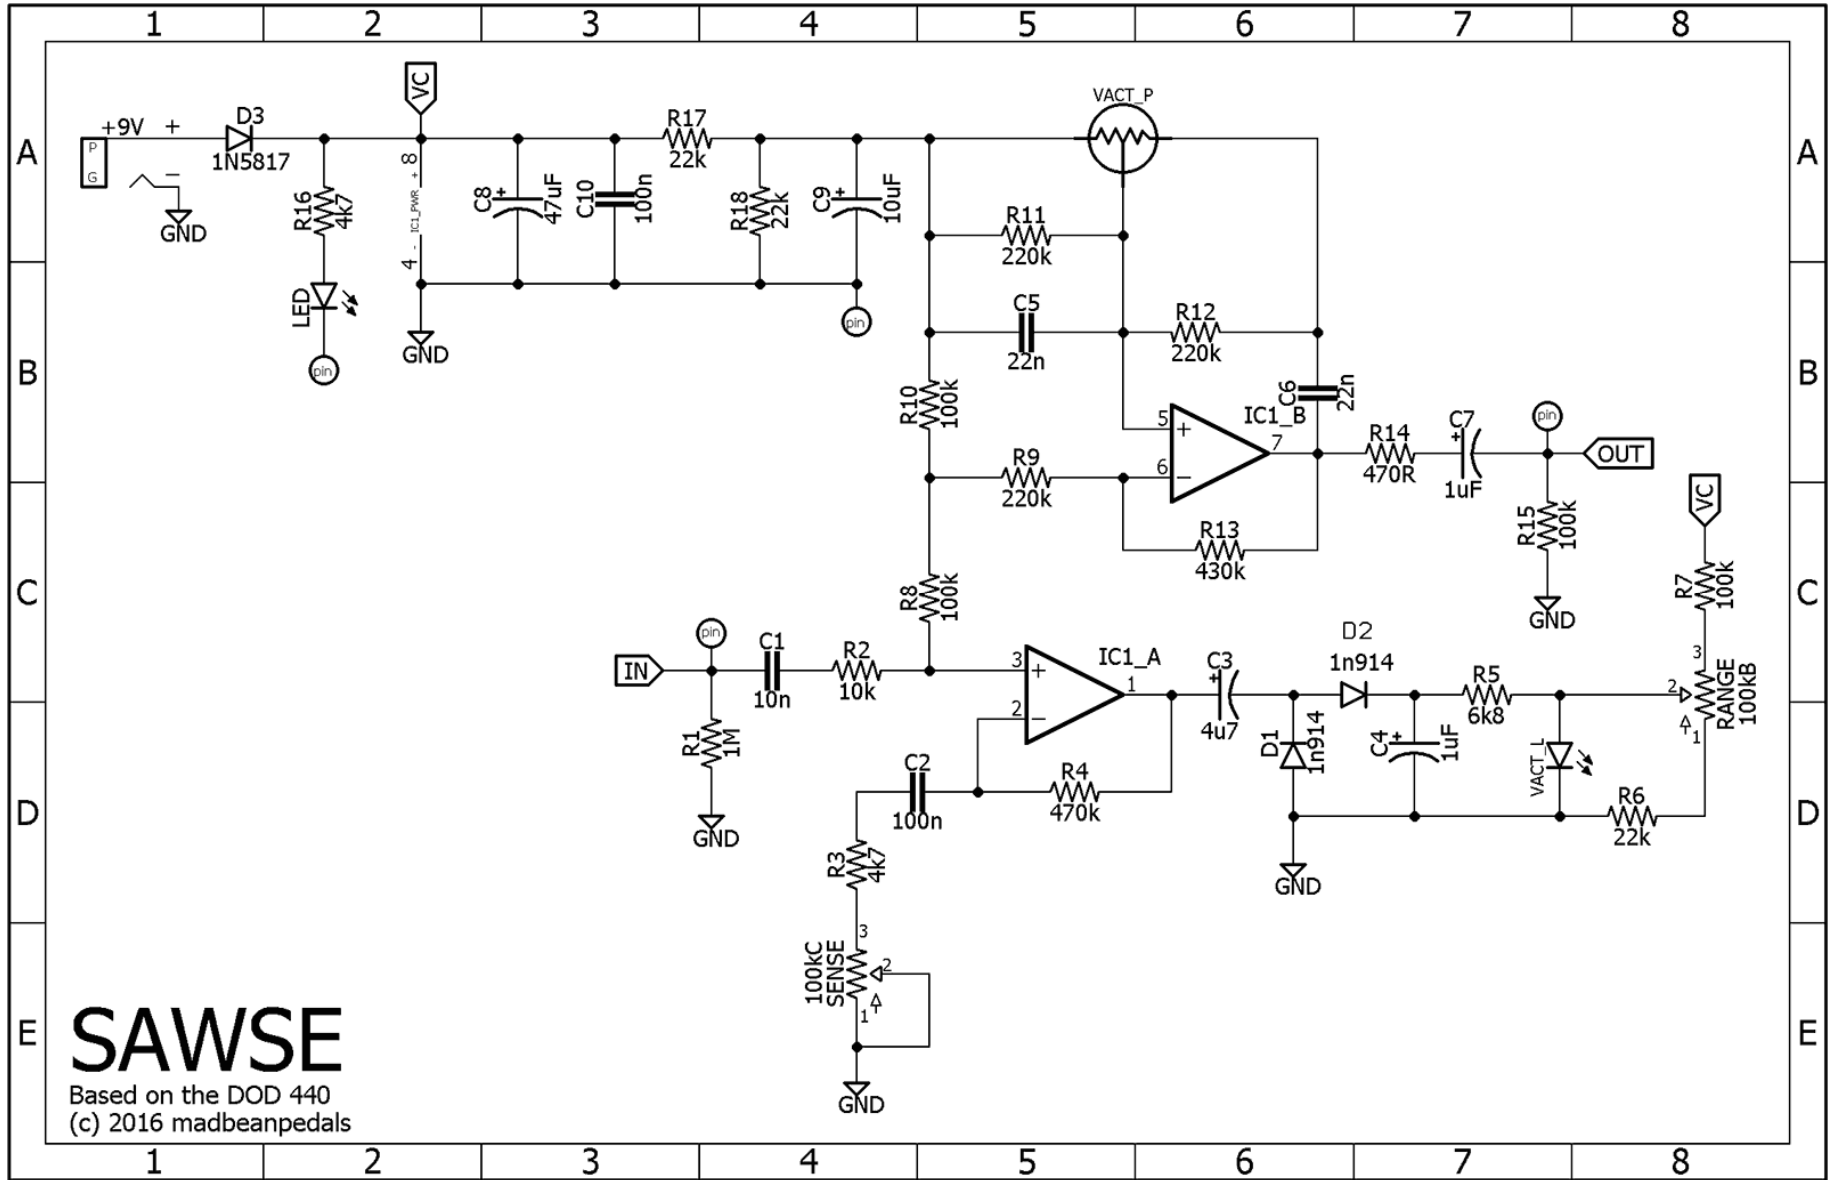 1 2 3 4 5 6 7 8
A
B
C
D
E
A
B
C
D
E
+9V +
P
G
−
GND
D3
1N5817
R16
4k7
LED
pin
VC
8
+
IC1_PWR
-
4
GND
C8
+
47uF
C10
100n
R17
22k
R18
22k
C9
+
10uF
pin
VACT_P
R11
220k
C5
22n
R12
220k
R10
100k
R9
220k
5
+
6
−
IC1_B
7
C6
22n
R13
430k
R14
470R
C7
+
1uF
pin
OUT
R15
100k
GND
VC
R7
100k
R8
100k
IN
pin
C1
10n
R2
10k
R1
1M
GND
3
+
2
−
IC1_A
1
C2
100n
R4
470k
R3
4k7
3
100kC
SENSE
2
1
GND
C3
+
4u7
D2
1n914
D1
1n914
C4
+
1uF
R5
6k8
VACT_L
3
2
1
RANGE
100kB
R6
22k
GND
SAWSE
Based on the DOD 440
(c) 2016 madbeanpedals
1 2 3 4 5 6 7 8